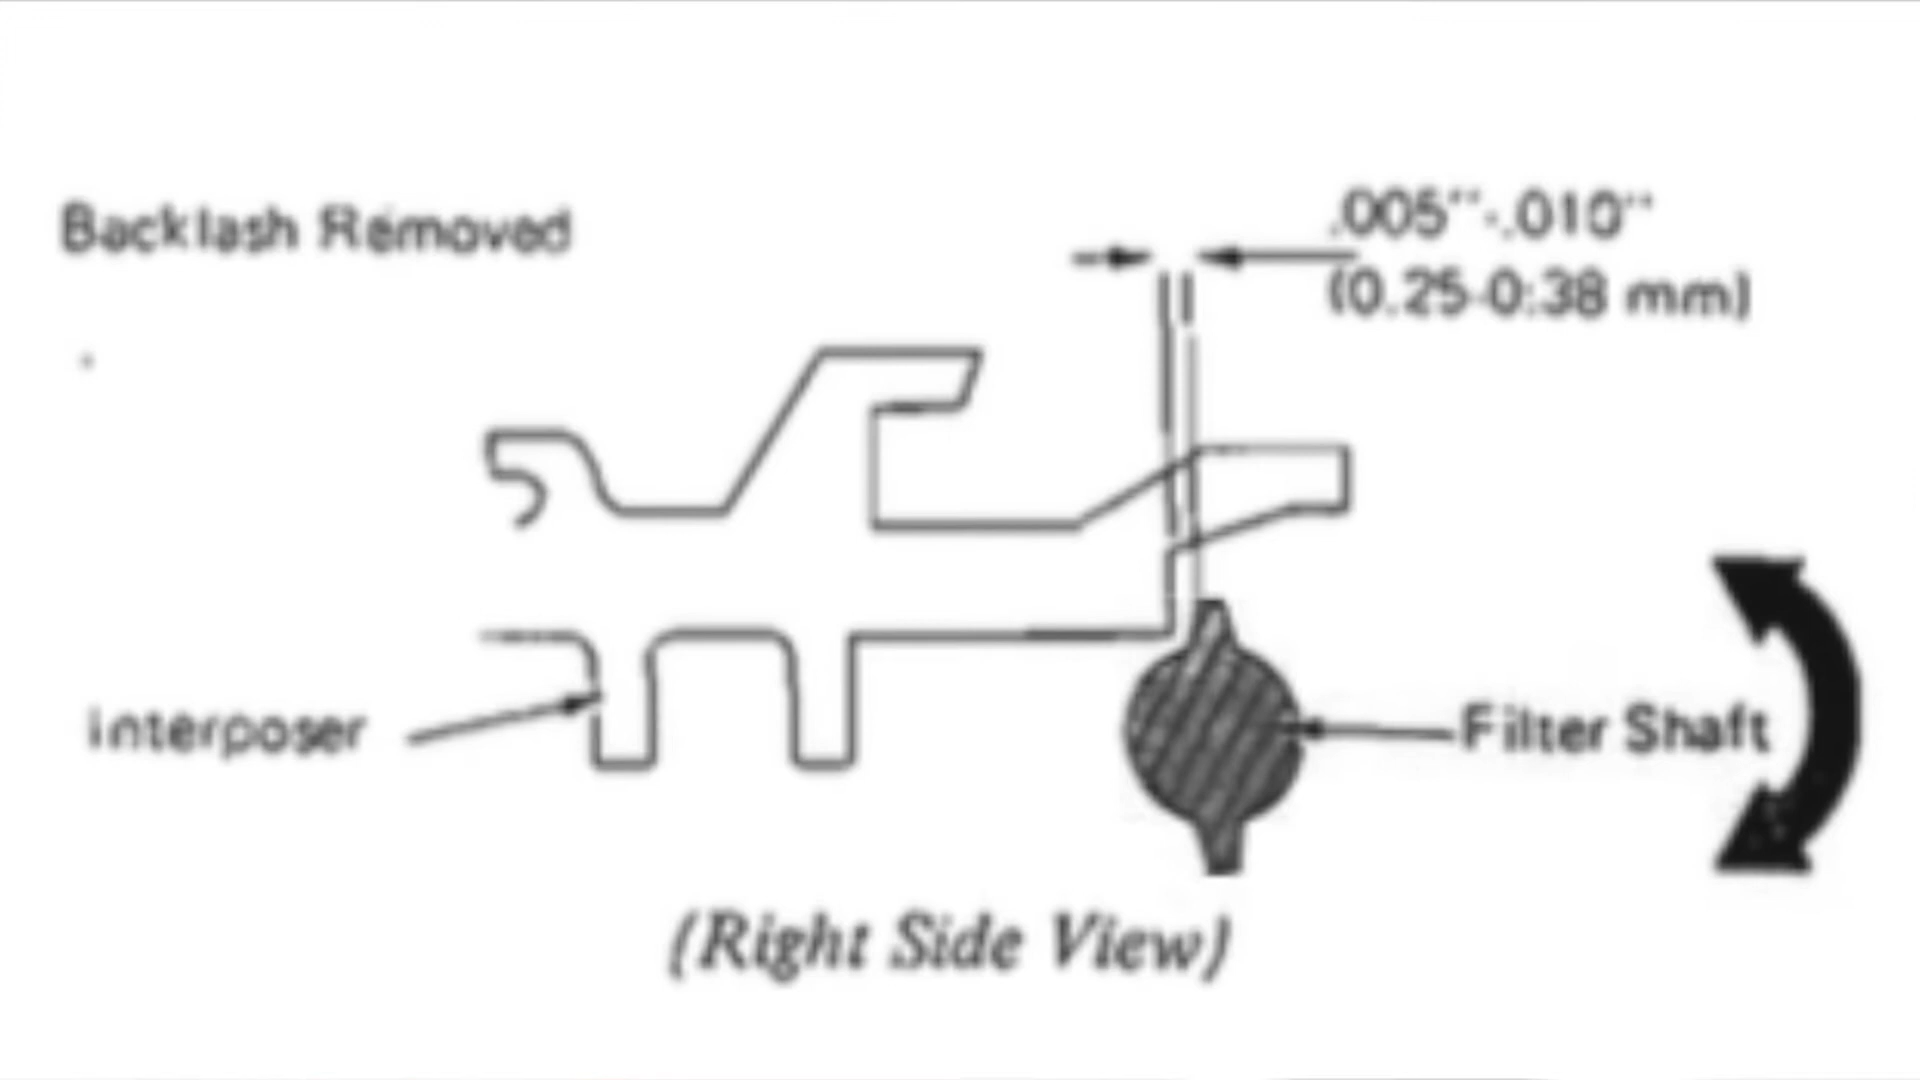 Backlash Removed
.005"-.010"
(0.25-0.38 mm)
interposer
Filter Shaft
(Right Side View)